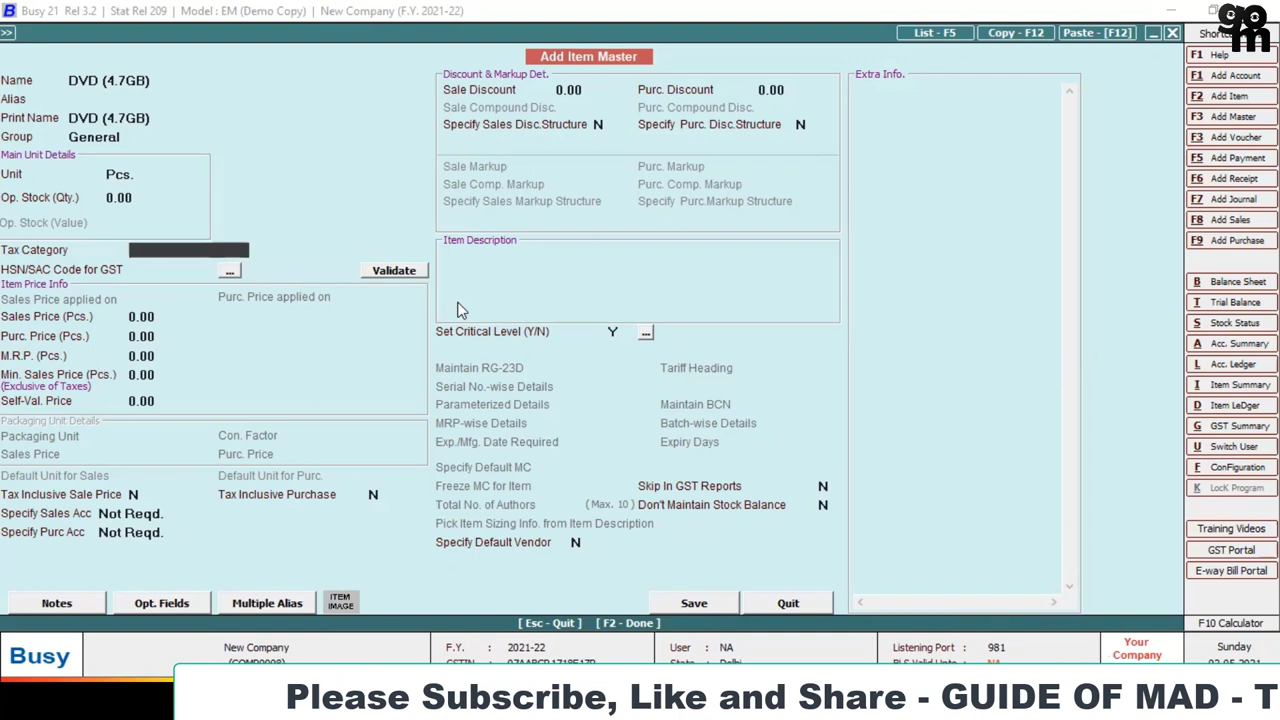 Busy 21 Rel 3.2 | Stat Rel 209 | Model : EM (Demo Copy) | New Company (F.Y. 2021-22)
gom
>>
List - F5
Copy - F12
Paste - [F12]
Add Item Master
Name DVD (4.7GB)
Alias
Print Name DVD (4.7GB)
Group General
Main Unit Details
Unit Pcs.
Op. Stock (Qty.) 0.00
Op. Stock (Value)
Tax Category
HSN/SAC Code for GST ... Validate
Item Price Info
Sales Price applied on Purc. Price applied on
Sales Price (Pcs.) 0.00
Purc. Price (Pcs.) 0.00
M.R.P. (Pcs.) 0.00
Min. Sales Price (Pcs.) 0.00
(Exclusive of Taxes)
Self-Val. Price 0.00
Packaging Unit Details
Packaging Unit Con. Factor
Sales Price Purc. Price
Default Unit for Sales Default Unit for Purc.
Tax Inclusive Sale Price N Tax Inclusive Purchase N
Specify Sales Acc Not Reqd.
Specify Purc Acc Not Reqd.
Notes Opt. Fields Multiple Alias ITEM IMAGE
Discount & Markup Det.
Sale Discount 0.00 Purc. Discount 0.00
Sale Compound Disc. Purc. Compound Disc.
Specify Sales Disc.Structure N Specify Purc. Disc.Structure N
Sale Markup Purc. Markup
Sale Comp. Markup Purc. Comp. Markup
Specify Sales Markup Structure Specify Purc.Markup Structure
Item Description
Set Critical Level (Y/N) Y ...
Maintain RG-23D Tariff Heading
Serial No.-wise Details
Parameterized Details Maintain BCN
MRP-wise Details Batch-wise Details
Exp./Mfg. Date Required Expiry Days
Specify Default MC
Freeze MC for Item Skip In GST Reports N
Total No. of Authors (Max. 10) Don't Maintain Stock Balance N
Pick Item Sizing Info. from Item Description
Specify Default Vendor N
Save Quit
Extra Info.
[ Esc - Quit ] [ F2 - Done ]
F1 Help
F1 Add Account
F2 Add Item
F3 Add Master
F3 Add Voucher
F5 Add Payment
F6 Add Receipt
F7 Add Journal
F8 Add Sales
F9 Add Purchase
B Balance Sheet
T Trial Balance
S Stock Status
A Acc. Summary
L Acc. Ledger
I Item Summary
D Item LeDger
G GST Summary
U Switch User
F ConFiguration
K LocK Program
Training Videos
GST Portal
E-way Bill Portal
F10 Calculator
Busy
New Company
F.Y. : 2021-22
User : NA
Listening Port : 981
Your Company
Sunday
Please Subscribe, Like and Share - GUIDE OF MAD - T